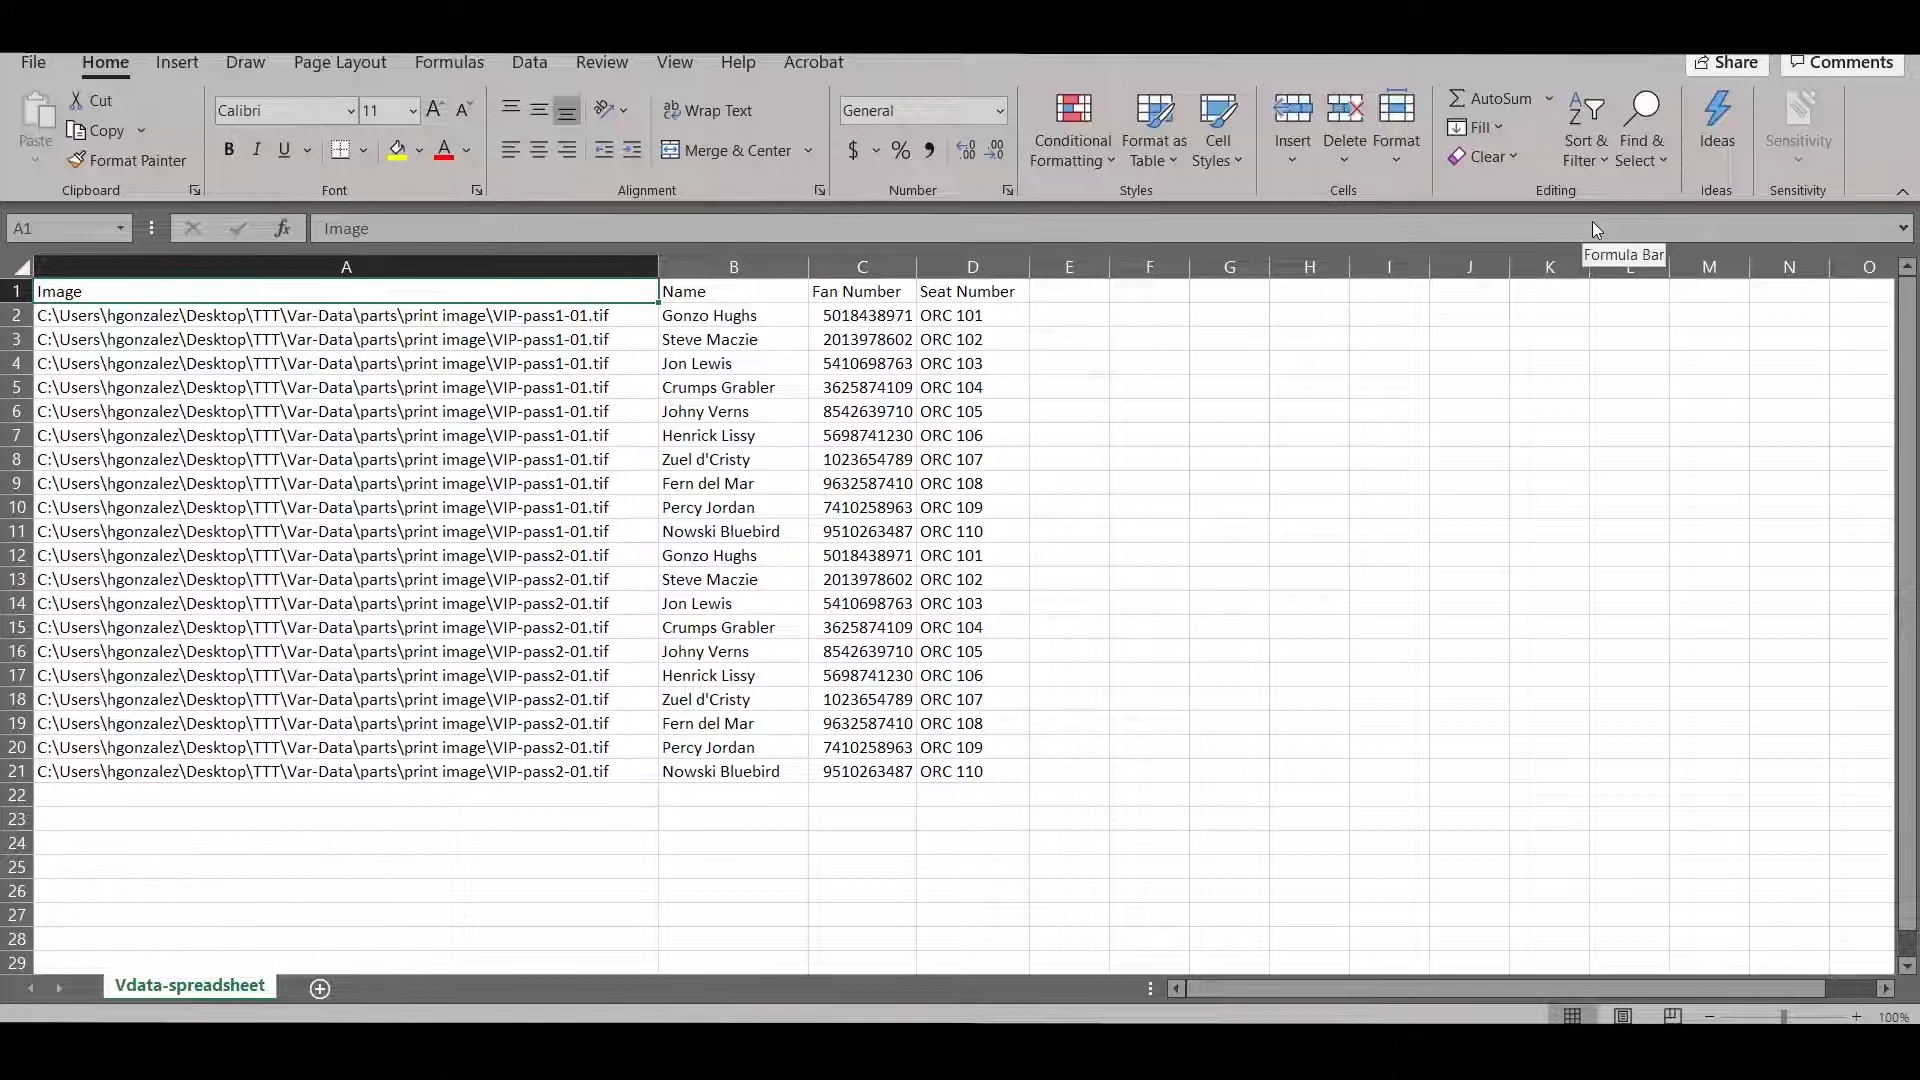 File Home Insert Draw Page Layout Formulas Data Review View Help Acrobat Share Comments
Cut
Copy
Format Painter
Paste
Clipboard
Calibri 11
B I U
Font
Wrap Text
Merge & Center
Alignment
General
$ % 9
Number
Conditional Formatting
Format as Table
Cell Styles
Styles
Insert Delete Format
Cells
AutoSum
Fill
Clear
Sort & Filter
Find & Select
Editing
Ideas
Ideas
Sensitivity
Sensitivity
A1 fx Image
Formula Bar
A B C D E F G H I J K L M N O
1 Image Name Fan Number Seat Number
2 C:\Users\hgonzalez\Desktop\TTT\Var-Data\parts\print image\VIP-pass1-01.tif Gonzo Hughs 5018438971 ORC 101
3 C:\Users\hgonzalez\Desktop\TTT\Var-Data\parts\print image\VIP-pass1-01.tif Steve Maczie 2013978602 ORC 102
4 C:\Users\hgonzalez\Desktop\TTT\Var-Data\parts\print image\VIP-pass1-01.tif Jon Lewis 5410698763 ORC 103
5 C:\Users\hgonzalez\Desktop\TTT\Var-Data\parts\print image\VIP-pass1-01.tif Crumps Grabler 3625874109 ORC 104
6 C:\Users\hgonzalez\Desktop\TTT\Var-Data\parts\print image\VIP-pass1-01.tif Johny Verns 8542639710 ORC 105
7 C:\Users\hgonzalez\Desktop\TTT\Var-Data\parts\print image\VIP-pass1-01.tif Henrick Lissy 5698741230 ORC 106
8 C:\Users\hgonzalez\Desktop\TTT\Var-Data\parts\print image\VIP-pass1-01.tif Zuel d'Cristy 1023654789 ORC 107
9 C:\Users\hgonzalez\Desktop\TTT\Var-Data\parts\print image\VIP-pass1-01.tif Fern del Mar 9632587410 ORC 108
10 C:\Users\hgonzalez\Desktop\TTT\Var-Data\parts\print image\VIP-pass1-01.tif Percy Jordan 7410258963 ORC 109
11 C:\Users\hgonzalez\Desktop\TTT\Var-Data\parts\print image\VIP-pass1-01.tif Nowski Bluebird 9510263487 ORC 110
12 C:\Users\hgonzalez\Desktop\TTT\Var-Data\parts\print image\VIP-pass2-01.tif Gonzo Hughs 5018438971 ORC 101
13 C:\Users\hgonzalez\Desktop\TTT\Var-Data\parts\print image\VIP-pass2-01.tif Steve Maczie 2013978602 ORC 102
14 C:\Users\hgonzalez\Desktop\TTT\Var-Data\parts\print image\VIP-pass2-01.tif Jon Lewis 5410698763 ORC 103
15 C:\Users\hgonzalez\Desktop\TTT\Var-Data\parts\print image\VIP-pass2-01.tif Crumps Grabler 3625874109 ORC 104
16 C:\Users\hgonzalez\Desktop\TTT\Var-Data\parts\print image\VIP-pass2-01.tif Johny Verns 8542639710 ORC 105
17 C:\Users\hgonzalez\Desktop\TTT\Var-Data\parts\print image\VIP-pass2-01.tif Henrick Lissy 5698741230 ORC 106
18 C:\Users\hgonzalez\Desktop\TTT\Var-Data\parts\print image\VIP-pass2-01.tif Zuel d'Cristy 1023654789 ORC 107
19 C:\Users\hgonzalez\Desktop\TTT\Var-Data\parts\print image\VIP-pass2-01.tif Fern del Mar 9632587410 ORC 108
20 C:\Users\hgonzalez\Desktop\TTT\Var-Data\parts\print image\VIP-pass2-01.tif Percy Jordan 7410258963 ORC 109
21 C:\Users\hgonzalez\Desktop\TTT\Var-Data\parts\print image\VIP-pass2-01.tif Nowski Bluebird 9510263487 ORC 110
22
23
24
25
26
27
28
29
Vdata-spreadsheet
100%